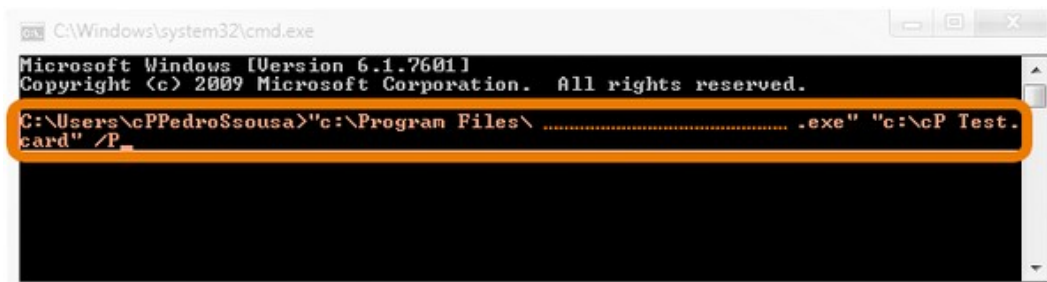 C:\Windows\system32\cmd.exe
Microsoft Windows [Version 6.1.7601]
Copyright (c) 2009 Microsoft Corporation.  All rights reserved.
C:\Users\cPPedroSsousa>"c:\Program Files\ ............................................... .exe" "c:\cP Test.
card" /P_